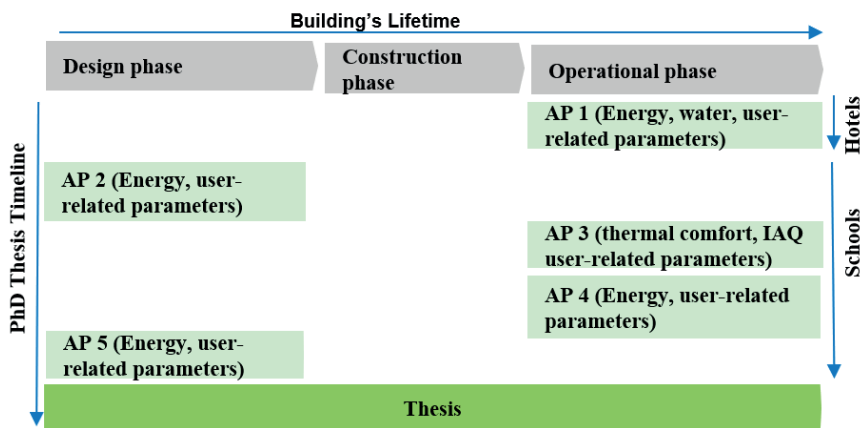 Building's Lifetime
Design phase
Construction
phase
Operational phase
PhD Thesis Timeline
AP 1 (Energy, water, user-
related parameters)
Hotels
AP 2 (Energy, user-
related parameters)
AP 3 (thermal comfort, IAQ
user-related parameters)
AP 4 (Energy, user-related
parameters)
Schools
AP 5 (Energy, user-
related parameters)
Thesis